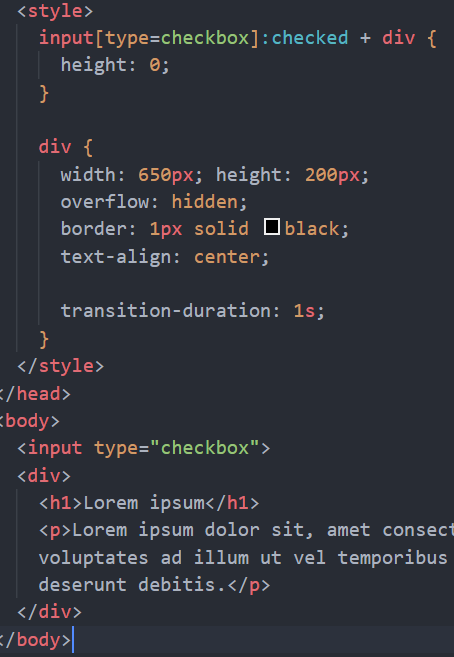 <style>
input[type=checkbox]:checked + div {
height: 0;
}
div {
width: 650px; height: 200px;
overflow: hidden;
border: 1px solid black;
text-align: center;
transition-duration: 1s;
}
</style>
</head>
<body>
<input type="checkbox">
<div>
<h1>Lorem ipsum</h1>
<p>Lorem ipsum dolor sit, amet consect
voluptates ad illum ut vel temporibus
deserunt debitis.</p>
</div>
</body>